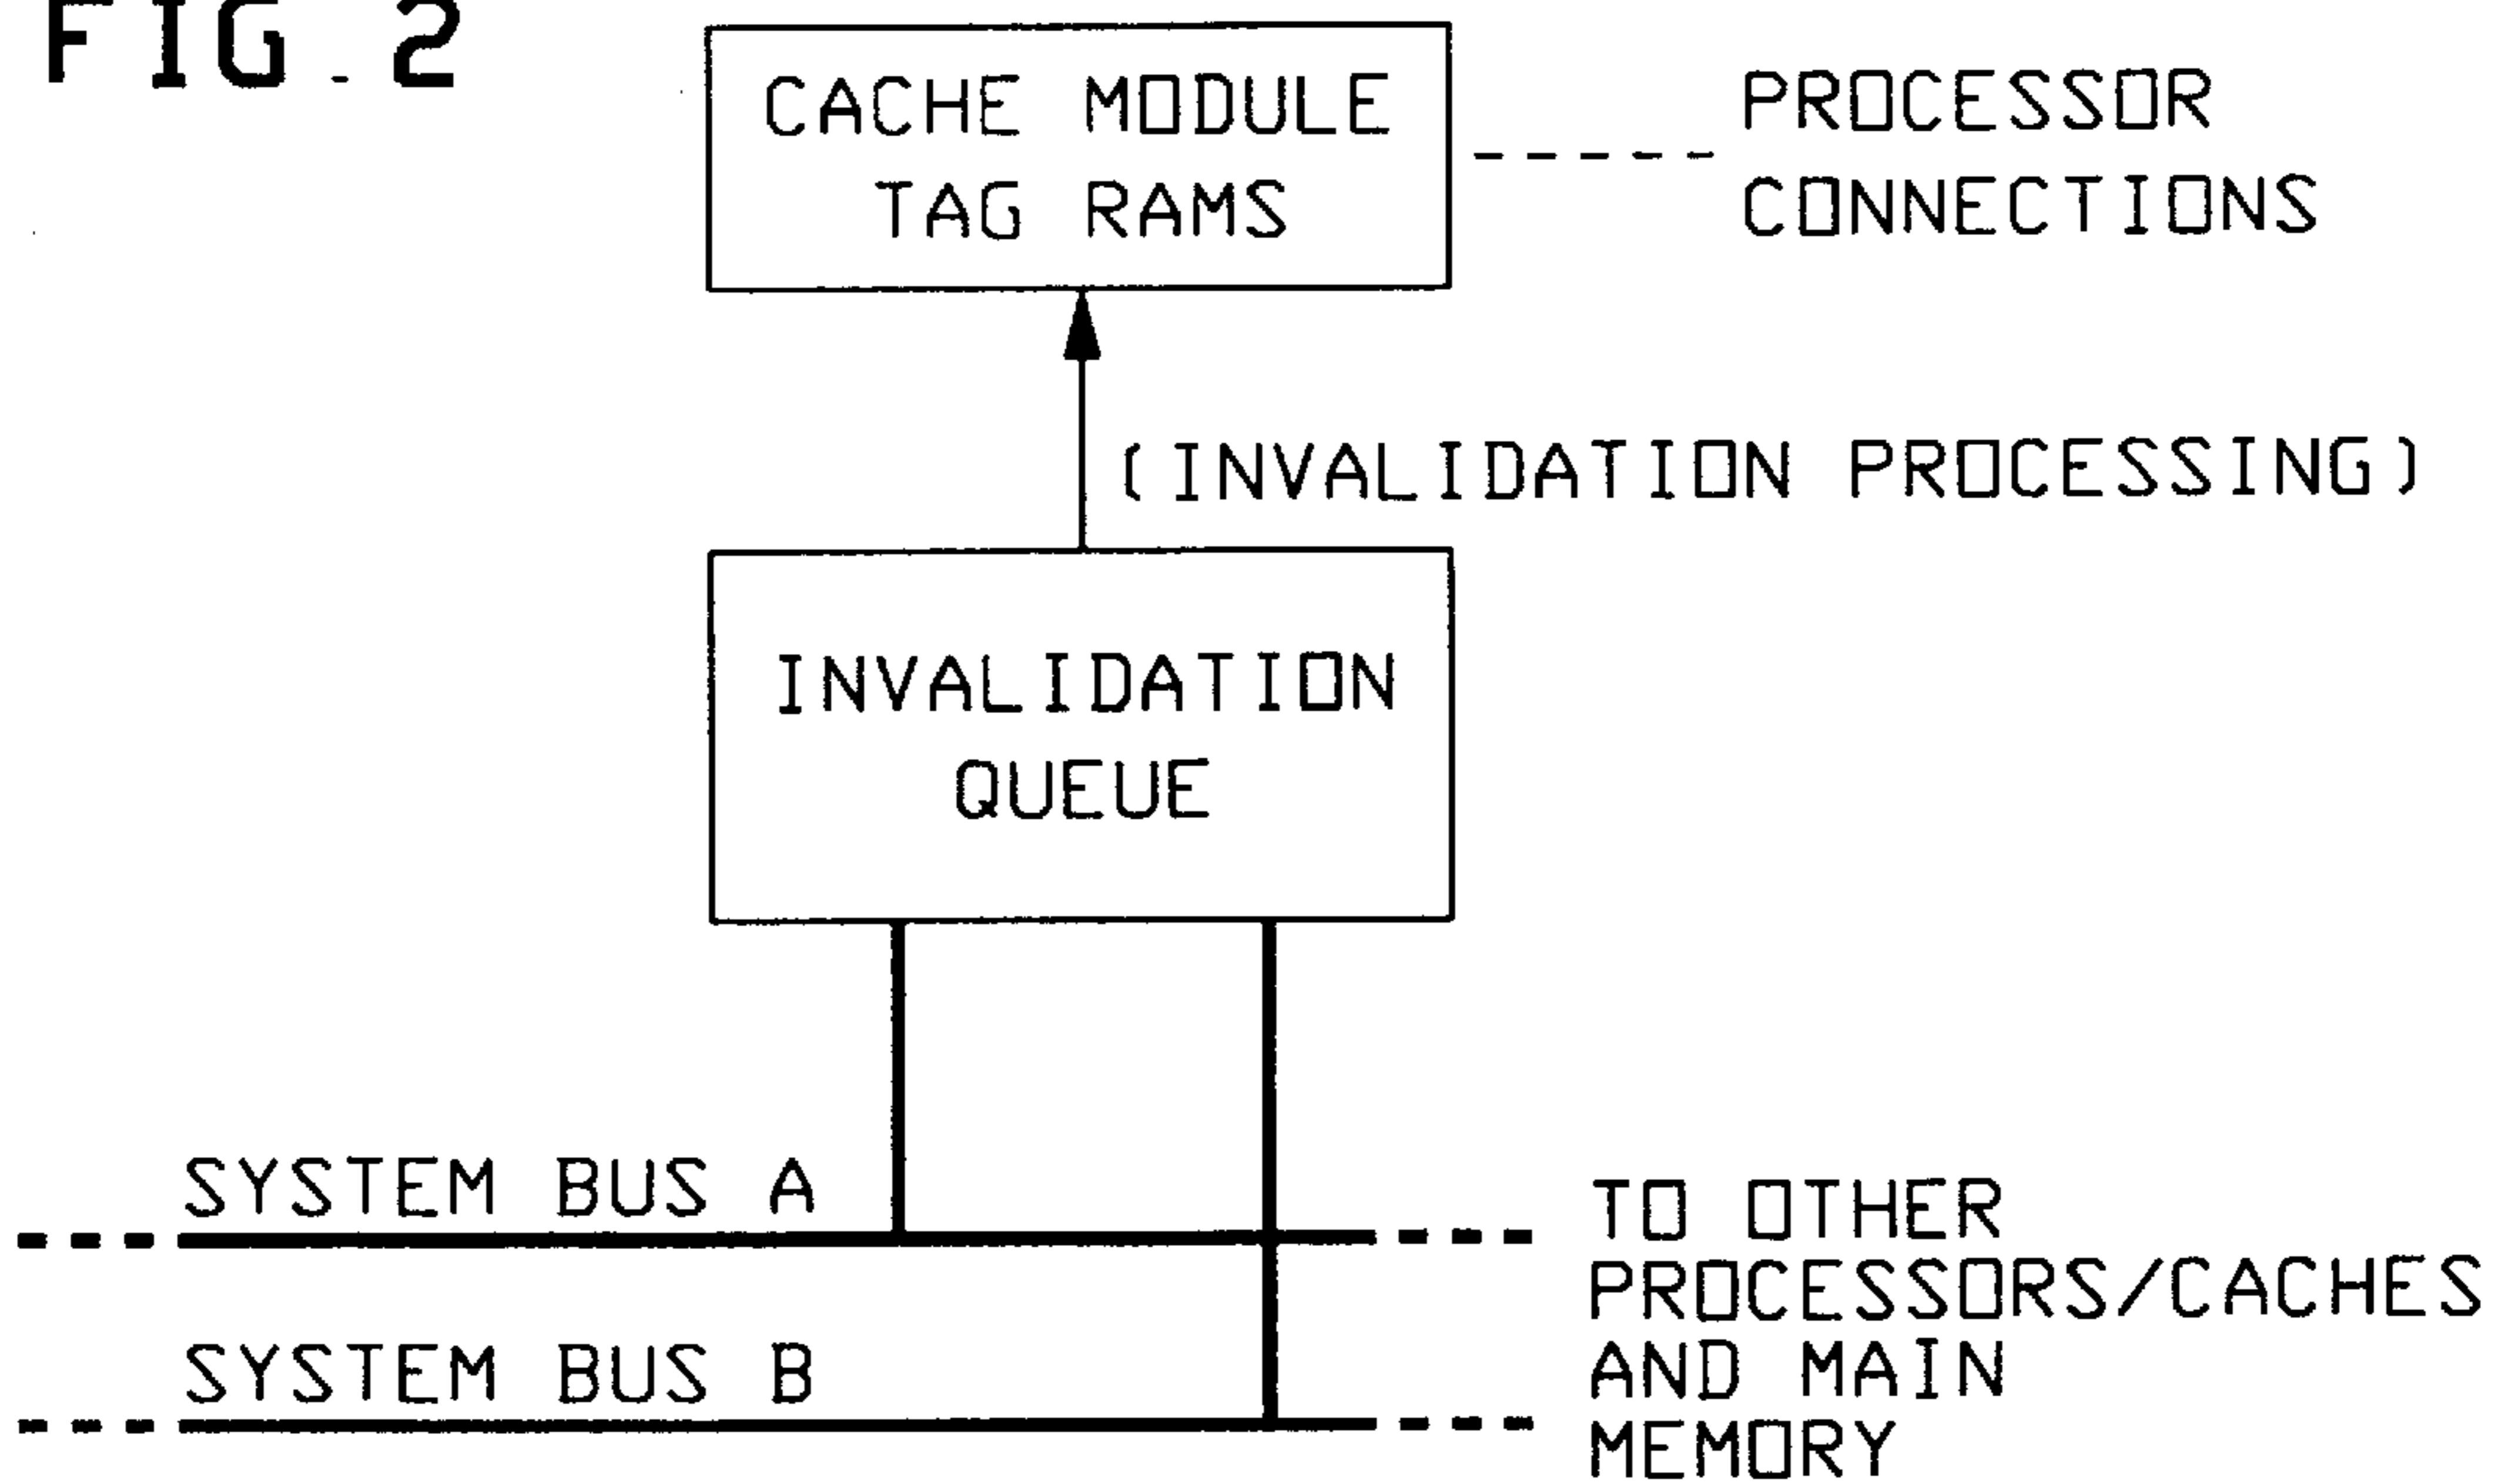 FIG. 2
CACHE MODULE
TAG RAMS
PROCESSOR
CONNECTIONS
(INVALIDATION PROCESSING)
INVALIDATION
QUEUE
SYSTEM BUS A
SYSTEM BUS B
TO OTHER
PROCESSORS/CACHES
AND MAIN
MEMORY